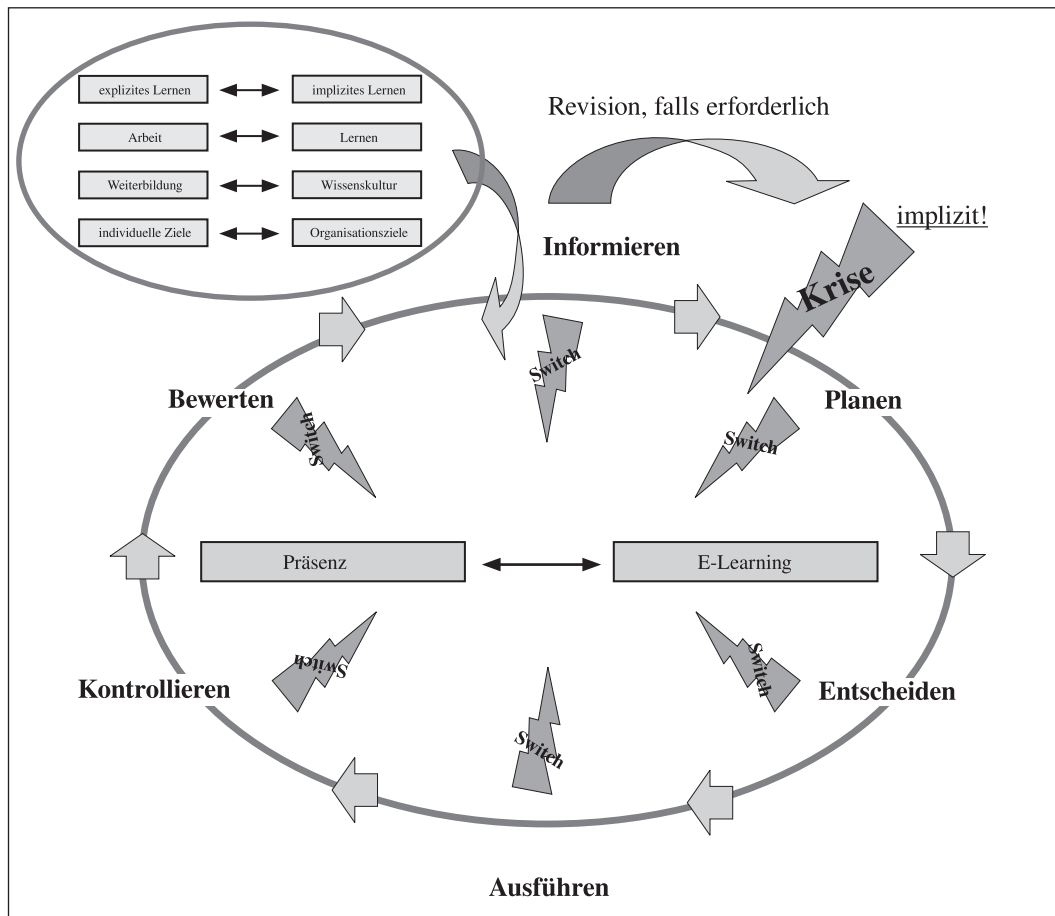 explizites Lernen
implizites Lernen
Arbeit
Lernen
Weiterbildung
Wissenskultur
individuelle Ziele
Organisationsziele
Revision, falls erforderlich
implizit!
Krise
Informieren
Switch
Bewerten
Switch
Planen
Switch
Präsenz
E-Learning
Kontrollieren
Switch
Entscheiden
Switch
Switch
Ausführen